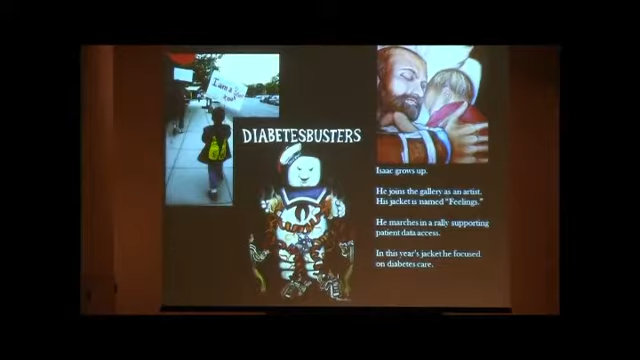 I am a
DIABETESBUSTERS
Isaac grows up.
He joins the gallery as an artist.
His jacket is named "Feelings."
He marches in a rally supporting
patient data access.
In this year's jacket he focused
on diabetes care.